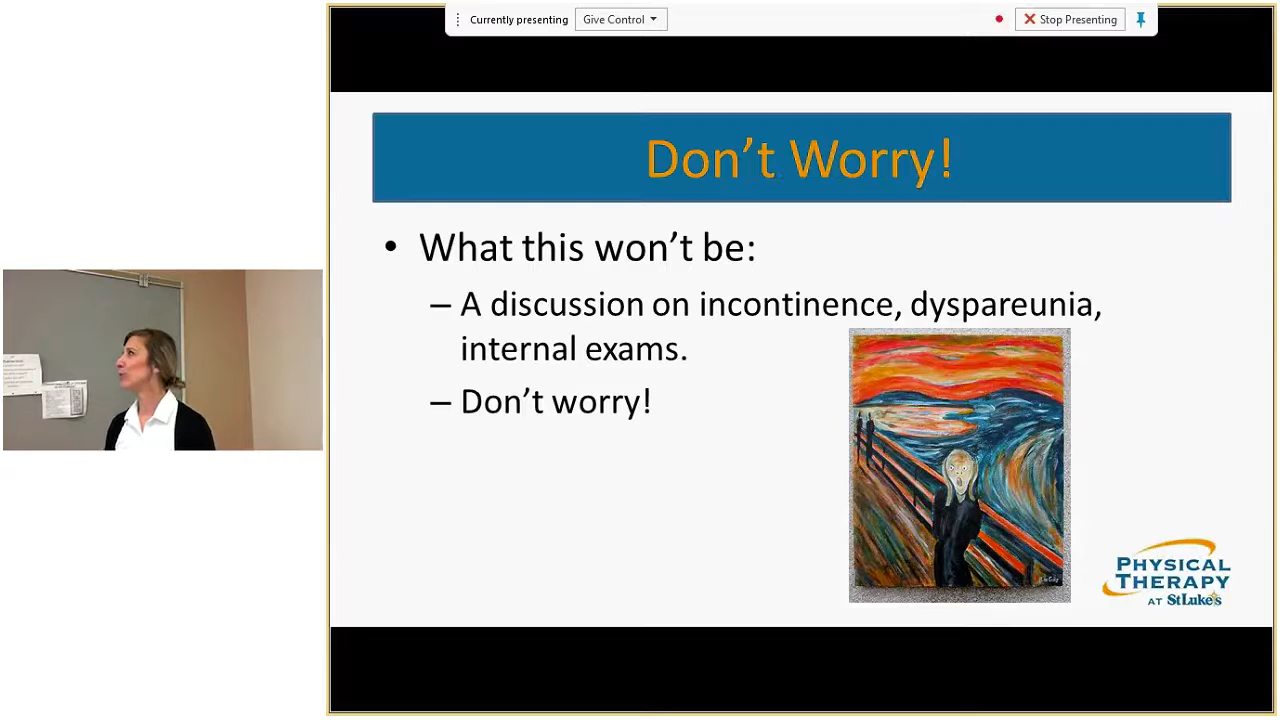 Currently presenting
Give Control
Stop Presenting
Don't Worry!
• What this won't be:
– A discussion on incontinence, dyspareunia,
internal exams.
– Don't worry!
PHYSICAL
THERAPY
AT StLuke's